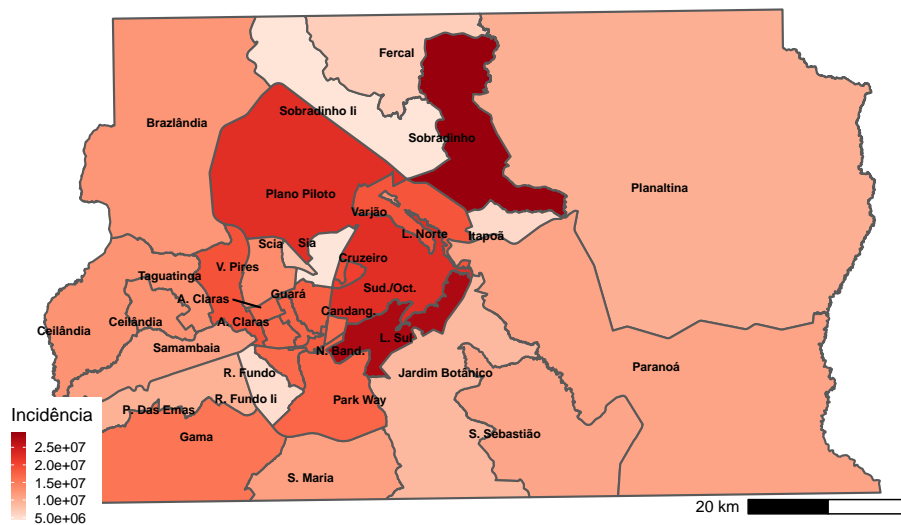 Fercal
Sobradinho Ii
Brazlândia
Sobradinho
Planaltina
Plano Piloto
Varjão
L. Norte
Itapoã
Scia
Sia
Cruzeiro
V. Pires
Taguatinga
Guará
Sud./Oct.
A. Claras
Candang.
Ceilândia
Ceilândia
A. Claras
L. Sul
Samambaia
N. Band.
R. Fundo
Jardim Botânico
Paranoá
R. Fundo Ii
Park Way
P. Das Emas
Gama
S. Sebastião
S. Maria
Incidência
2.5e+07
2.0e+07
1.5e+07
1.0e+07
5.0e+06
20 km